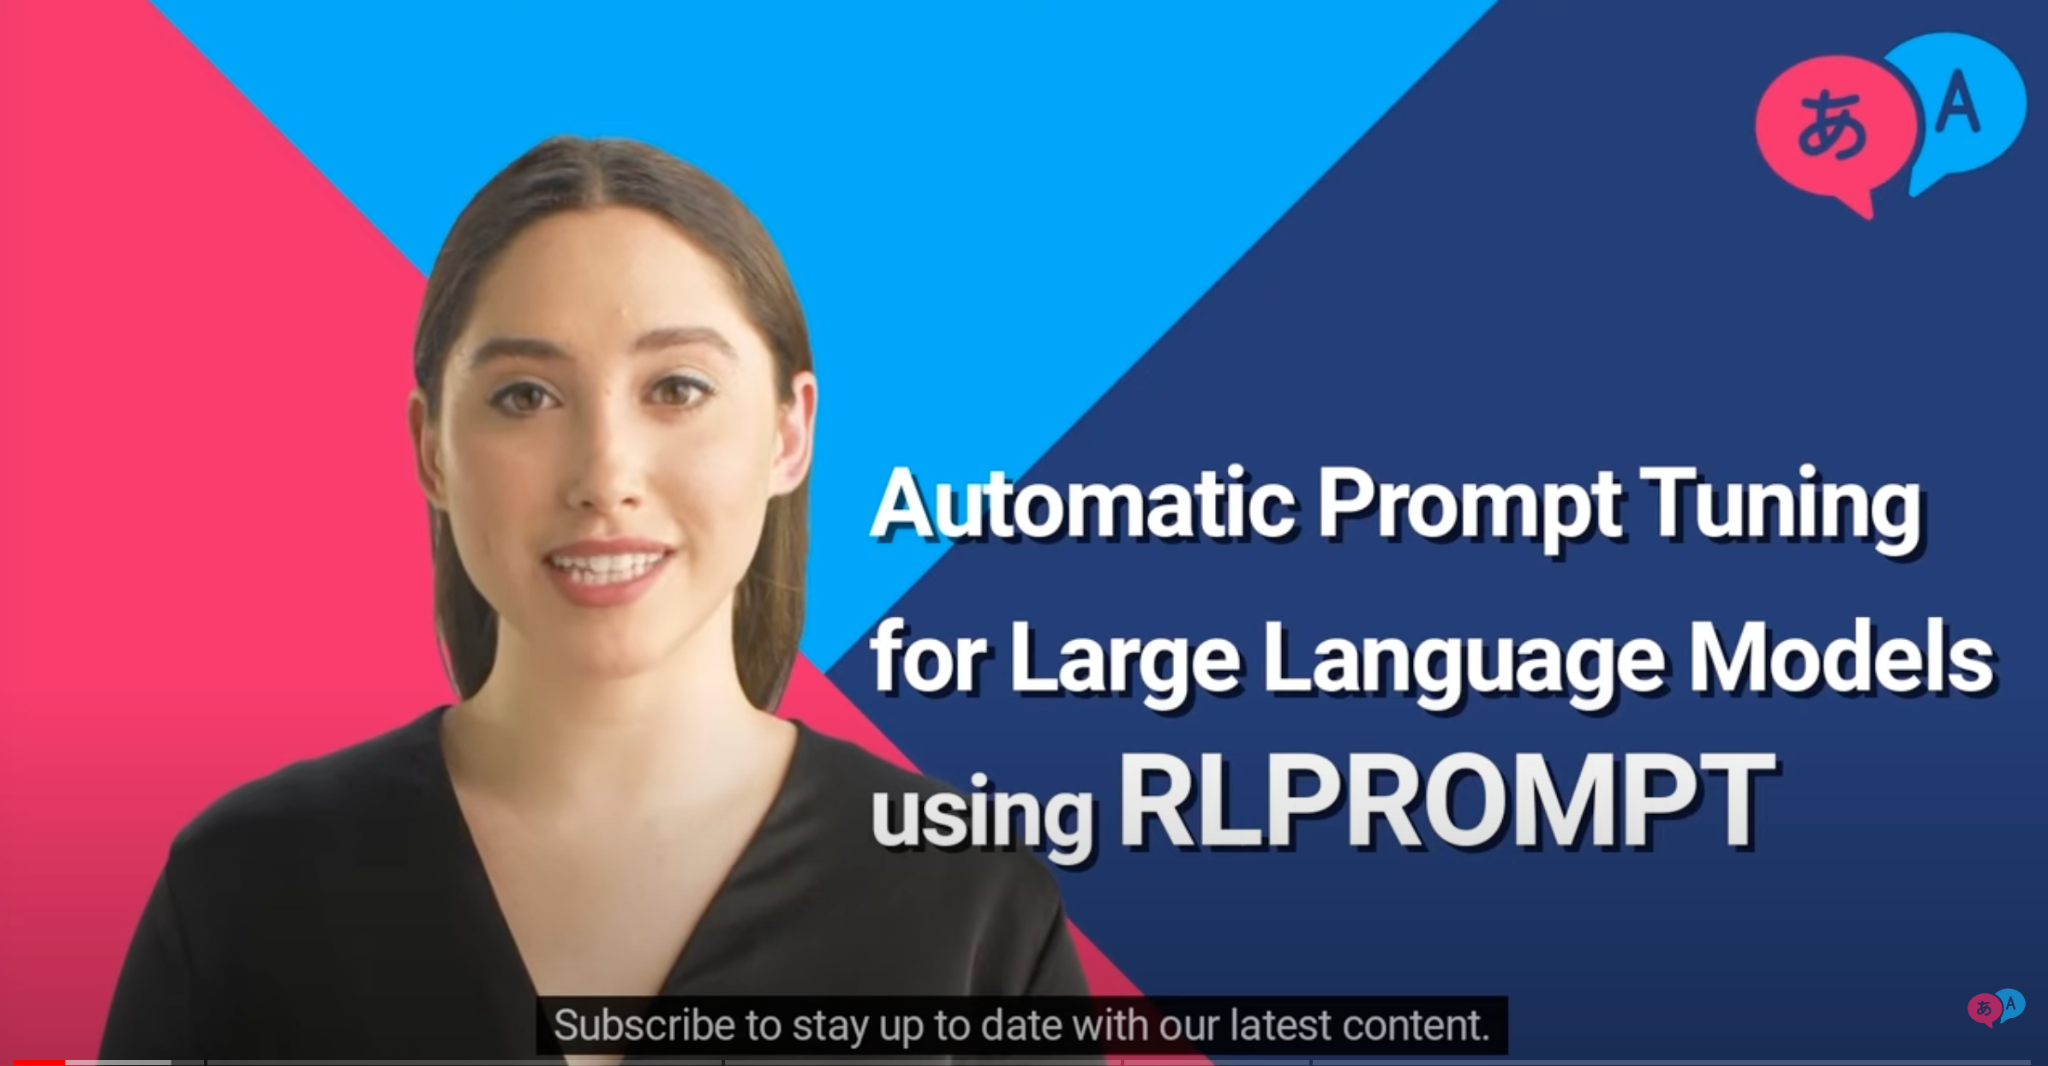 あ A
Automatic Prompt Tuning
for Large Language Models
using RLPROMPT
Subscribe to stay up to date with our latest content.
あ A